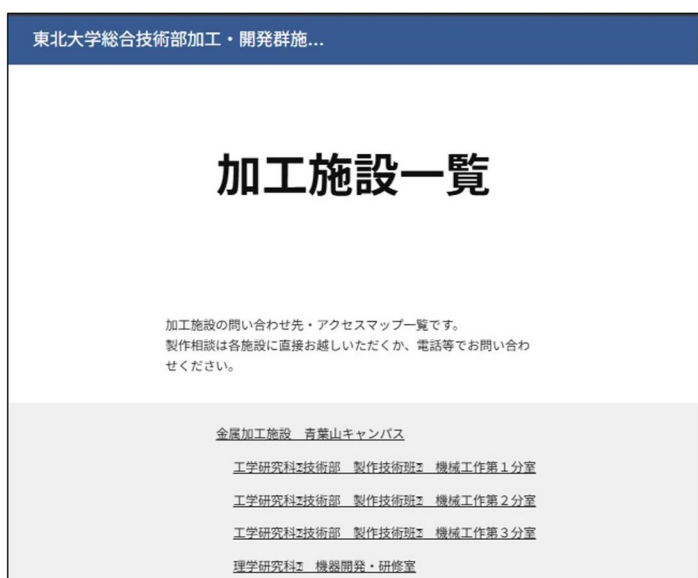 東北大学総合技術部加工・開発群施...
加工施設一覧
加工施設の問い合わせ先・アクセスマップ一覧です。
製作相談は各施設に直接お越しいただくか、電話等でお問い合わ
せください。
金属加工施設　青葉山キャンパス
工学研究科 技術部　製作技術班 　機械工作第１分室
工学研究科 技術部　製作技術班 　機械工作第２分室
工学研究科 技術部　製作技術班 　機械工作第３分室
理学研究科 　機器開発・研修室